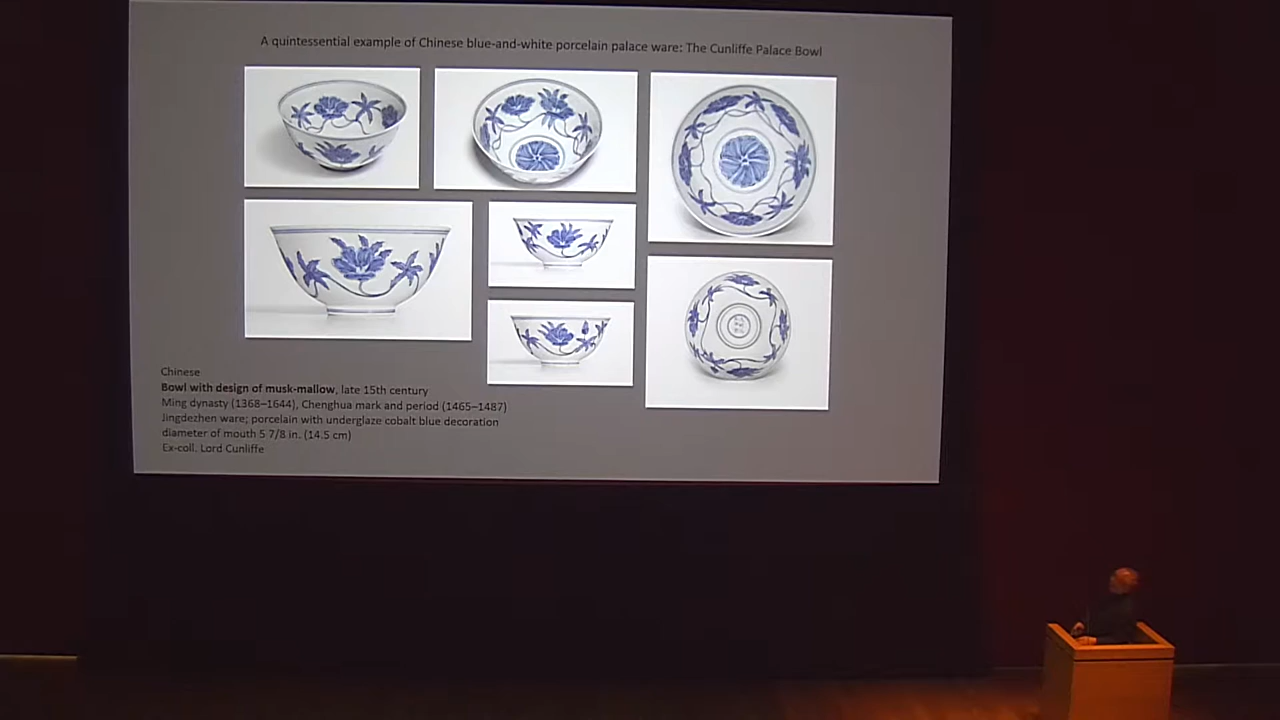 A quintessential example of Chinese blue-and-white porcelain palace ware: The Cunliffe Palace Bowl
Chinese
Bowl with design of musk-mallow, late 15th century
Ming dynasty (1368–1644), Chenghua mark and period (1465–1487)
Jingdezhen ware; porcelain with underglaze cobalt blue decoration
diameter of mouth 5 7/8 in. (14.5 cm)
Ex-coll. Lord Cunliffe